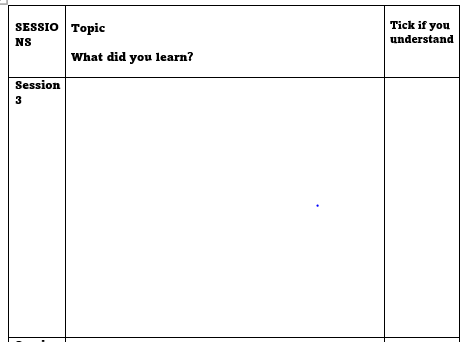 SESSIO
NS
Topic
What did you learn?
Tick if you
understand
Session
3